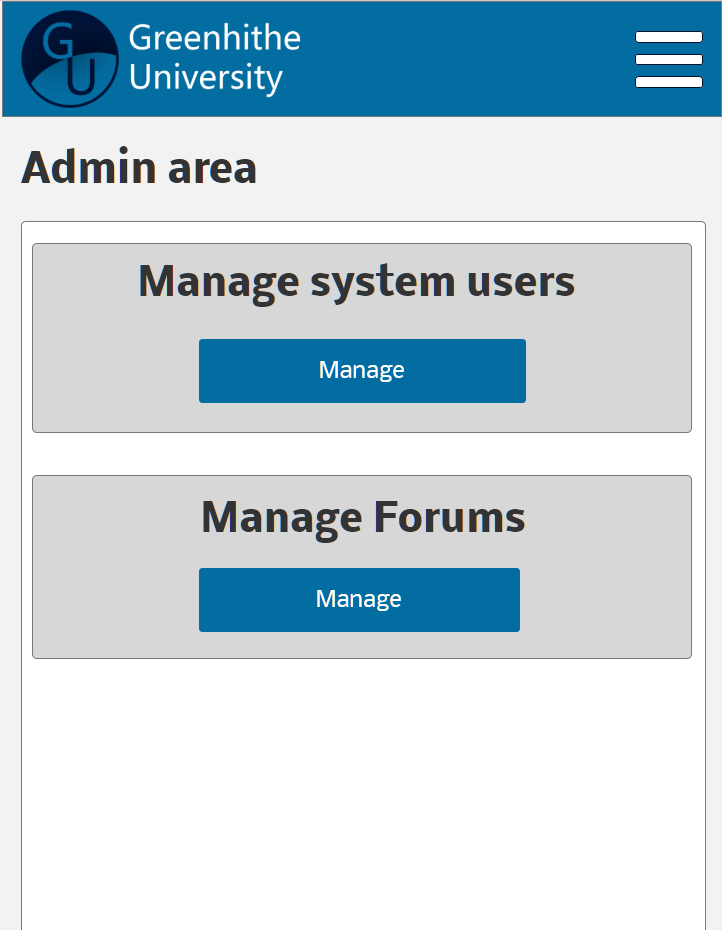 GU
Greenhithe
University
Admin area
Manage system users
Manage
Manage Forums
Manage